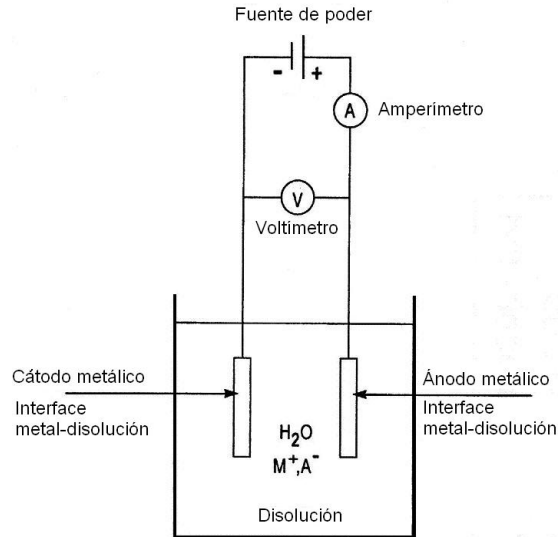 Fuente de poder
- +
A
Amperímetro
V
Voltímetro
Cátodo metálico
Interface
metal-disolución
Ánodo metálico
Interface
metal-disolución
H₂O
M⁺,A⁻
Disolución